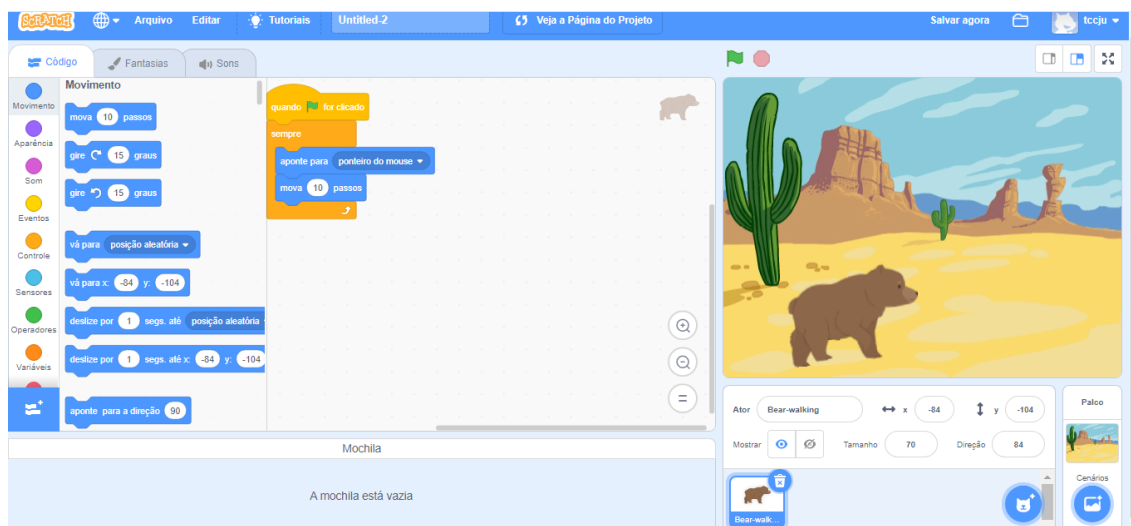 SCRATCH Arquivo Editar Tutoriais Untitled-2 Veja a Página do Projeto Salvar agora tccju
Código Fantasias Sons
Movimento
Aparência
Som
Eventos
Controle
Sensores
Operadores
Variáveis
Movimento
mova 10 passos
gire 15 graus
gire 15 graus
vá para posição aleatória
vá para x: -84 y: -104
deslize por 1 segs. até posição aleatória
deslize por 1 segs. até x: -84 y: -104
aponte para a direção 90
quando for clicado
sempre
aponte para ponteiro do mouse
mova 10 passos
Mochila
A mochila está vazia
Ator Bear-walking x -84 y -104
Mostrar Tamanho 70 Direção 84
Bear-walk...
Palco
Cenários